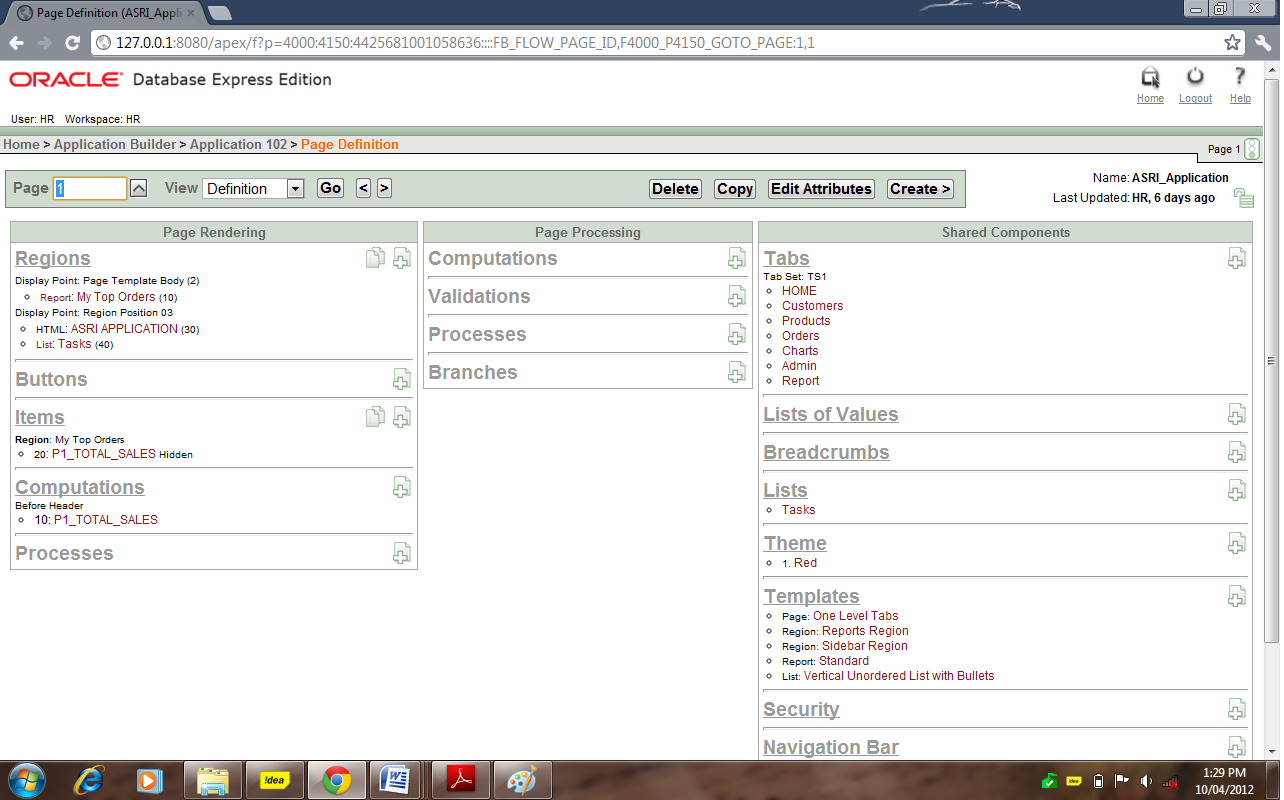 Page Definition (ASRI_Appli
127.0.0.1:8080/apex/f?p=4000:4150:4425681001058636::::FB_FLOW_PAGE_ID,F4000_P4150_GOTO_PAGE:1,1
ORACLE Database Express Edition
Home Logout Help
User: HR Workspace: HR
Home > Application Builder > Application 102 > Page Definition
Page 1
Page 1 View Definition Go < > Delete Copy Edit Attributes Create >
Name: ASRI_Application
Last Updated: HR, 6 days ago
Page Rendering
Regions
Display Point: Page Template Body (2)
Report: My Top Orders (10)
Display Point: Region Position 03
HTML: ASRI APPLICATION (30)
List: Tasks (40)
Buttons
Items
Region: My Top Orders
20: P1_TOTAL_SALES Hidden
Computations
Before Header
10: P1_TOTAL_SALES
Processes
Page Processing
Computations
Validations
Processes
Branches
Shared Components
Tabs
Tab Set: TS1
HOME
Customers
Products
Orders
Charts
Admin
Report
Lists of Values
Breadcrumbs
Lists
Tasks
Theme
1. Red
Templates
Page: One Level Tabs
Region: Reports Region
Region: Sidebar Region
Report: Standard
List: Vertical Unordered List with Bullets
Security
Navigation Bar
!dea
1:29 PM
10/04/2012